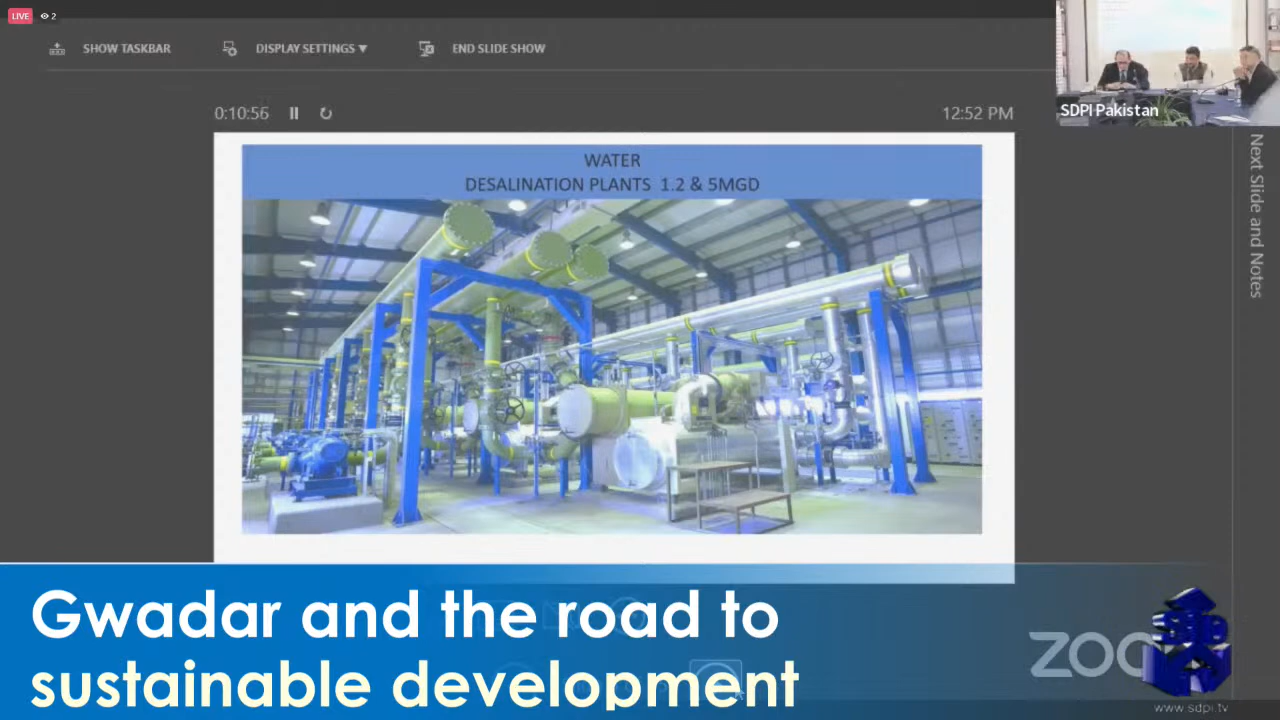 LIVE 2
SHOW TASKBAR DISPLAY SETTINGS ▼ END SLIDE SHOW
0:10:56
12:52 PM
SDPI Pakistan
WATER
DESALINATION PLANTS 1.2 & 5MGD
Next Slide and Notes
Gwadar and the road to
sustainable development
www.sdpi.tv